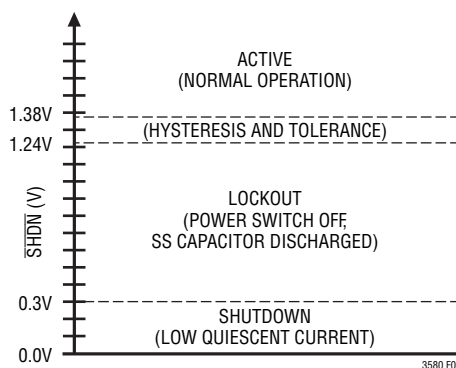 ACTIVE
(NORMAL OPERATION)
1.38V
(HYSTERESIS AND TOLERANCE)
1.24V
SHDN (V)
LOCKOUT
(POWER SWITCH OFF,
SS CAPACITOR DISCHARGED)
0.3V
SHUTDOWN
(LOW QUIESCENT CURRENT)
0.0V
3580 F0